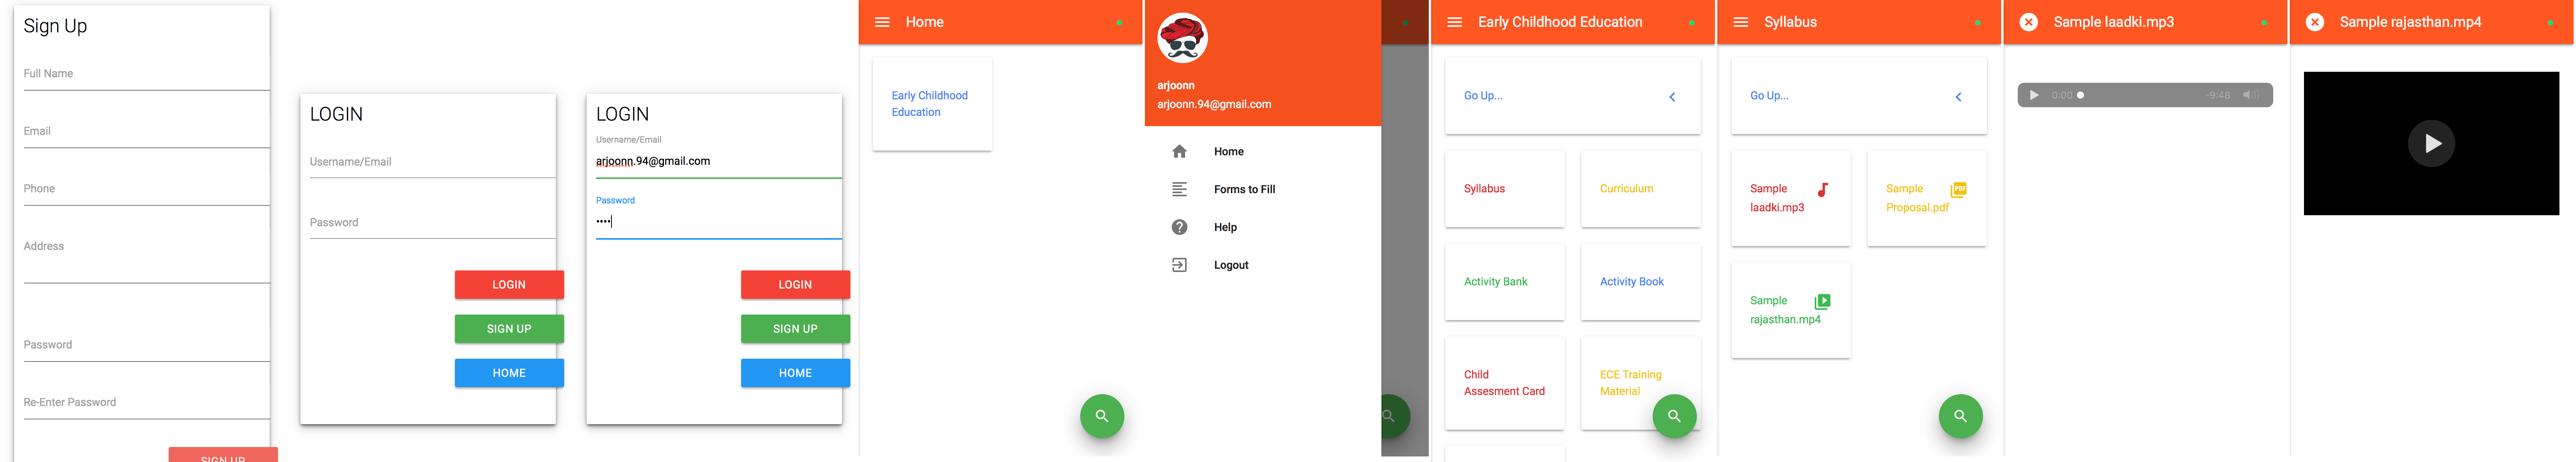 Sign Up
Full Name
Email
Phone
Address
Password
Re-Enter Password
SIGN UP
LOGIN
Username/Email
Password
LOGIN
SIGN UP
HOME
LOGIN
Username/Email
arjoonn.94@gmail.com
Password
LOGIN
SIGN UP
HOME
Home
Early Childhood
Education
arjoonn
arjoonn.94@gmail.com
Home
Forms to Fill
Help
Logout
Early Childhood Education
Go Up...
Syllabus
Curriculum
Activity Bank
Activity Book
Child
Assesment Card
ECE Training
Material
Syllabus
Go Up...
Sample
laadki.mp3
Sample
Proposal.pdf
PDF
Sample
rajasthan.mp4
Sample laadki.mp3
0:00
-9:48
Sample rajasthan.mp4